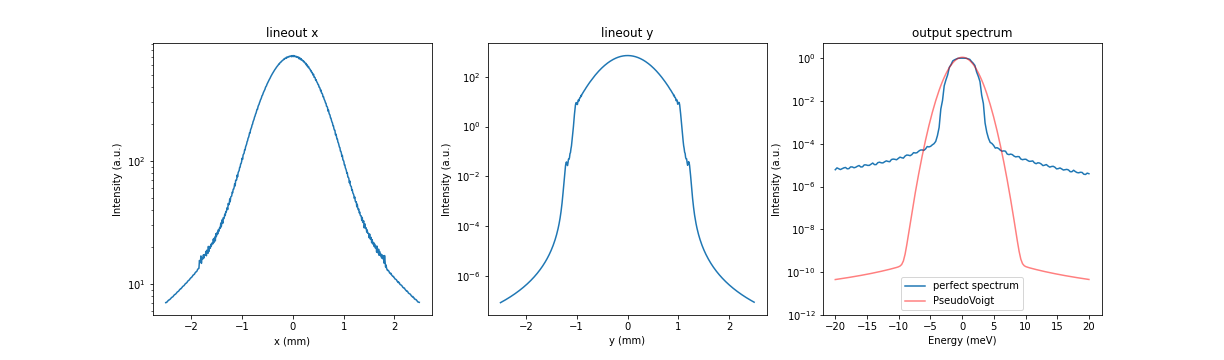 lineout x
Intensity (a.u.)
10²
10¹
−2 −1 0 1 2
x (mm)
lineout y
Intensity (a.u.)
10²
10⁰
10⁻²
10⁻⁴
10⁻⁶
−2 −1 0 1 2
y (mm)
output spectrum
Intensity (a.u.)
10⁰
10⁻²
10⁻⁴
10⁻⁶
10⁻⁸
10⁻¹⁰
10⁻¹²
perfect spectrum
PseudoVoigt
−20 −15 −10 −5 0 5 10 15 20
Energy (meV)